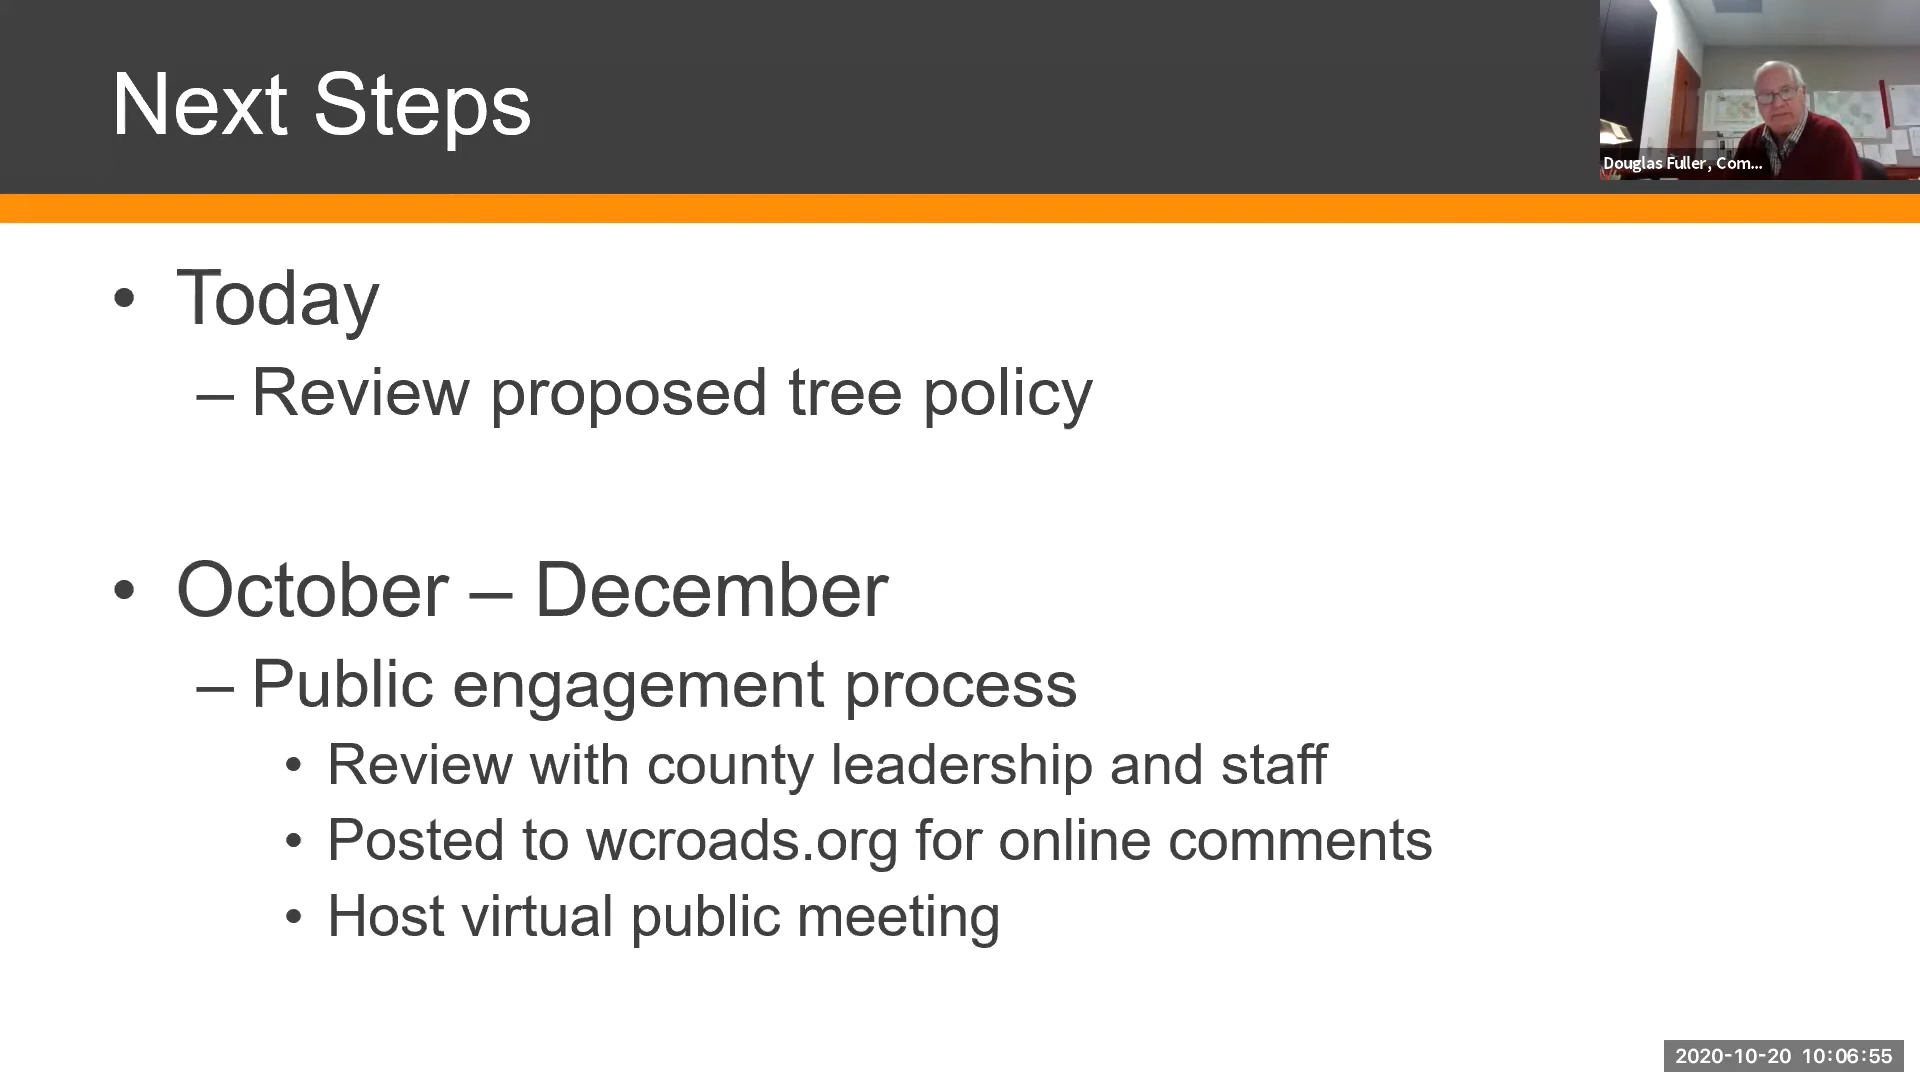 Next Steps
Douglas Fuller, Com...
• Today
– Review proposed tree policy
• October – December
– Public engagement process
• Review with county leadership and staff
• Posted to wcroads.org for online comments
• Host virtual public meeting
2020-10-20 10:06:55